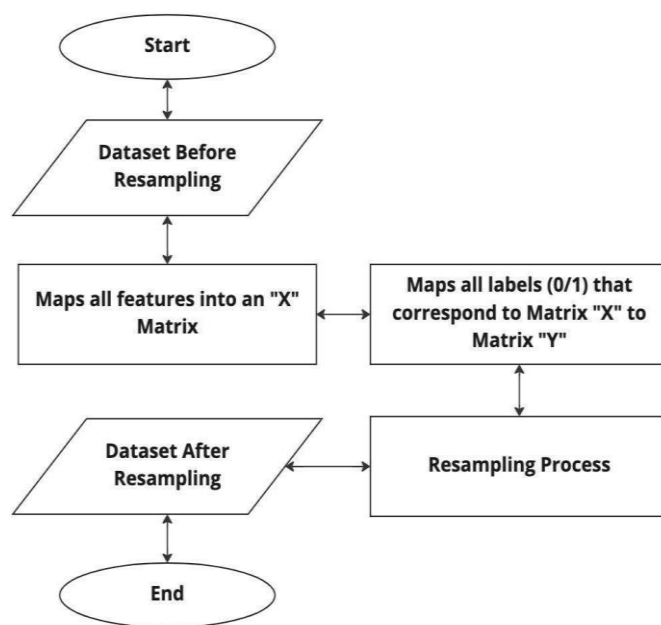 Start
Dataset Before
Resampling
Maps all features into an "X"
Matrix
Maps all labels (0/1) that
correspond to Matrix "X" to
Matrix "Y"
Resampling Process
Dataset After
Resampling
End